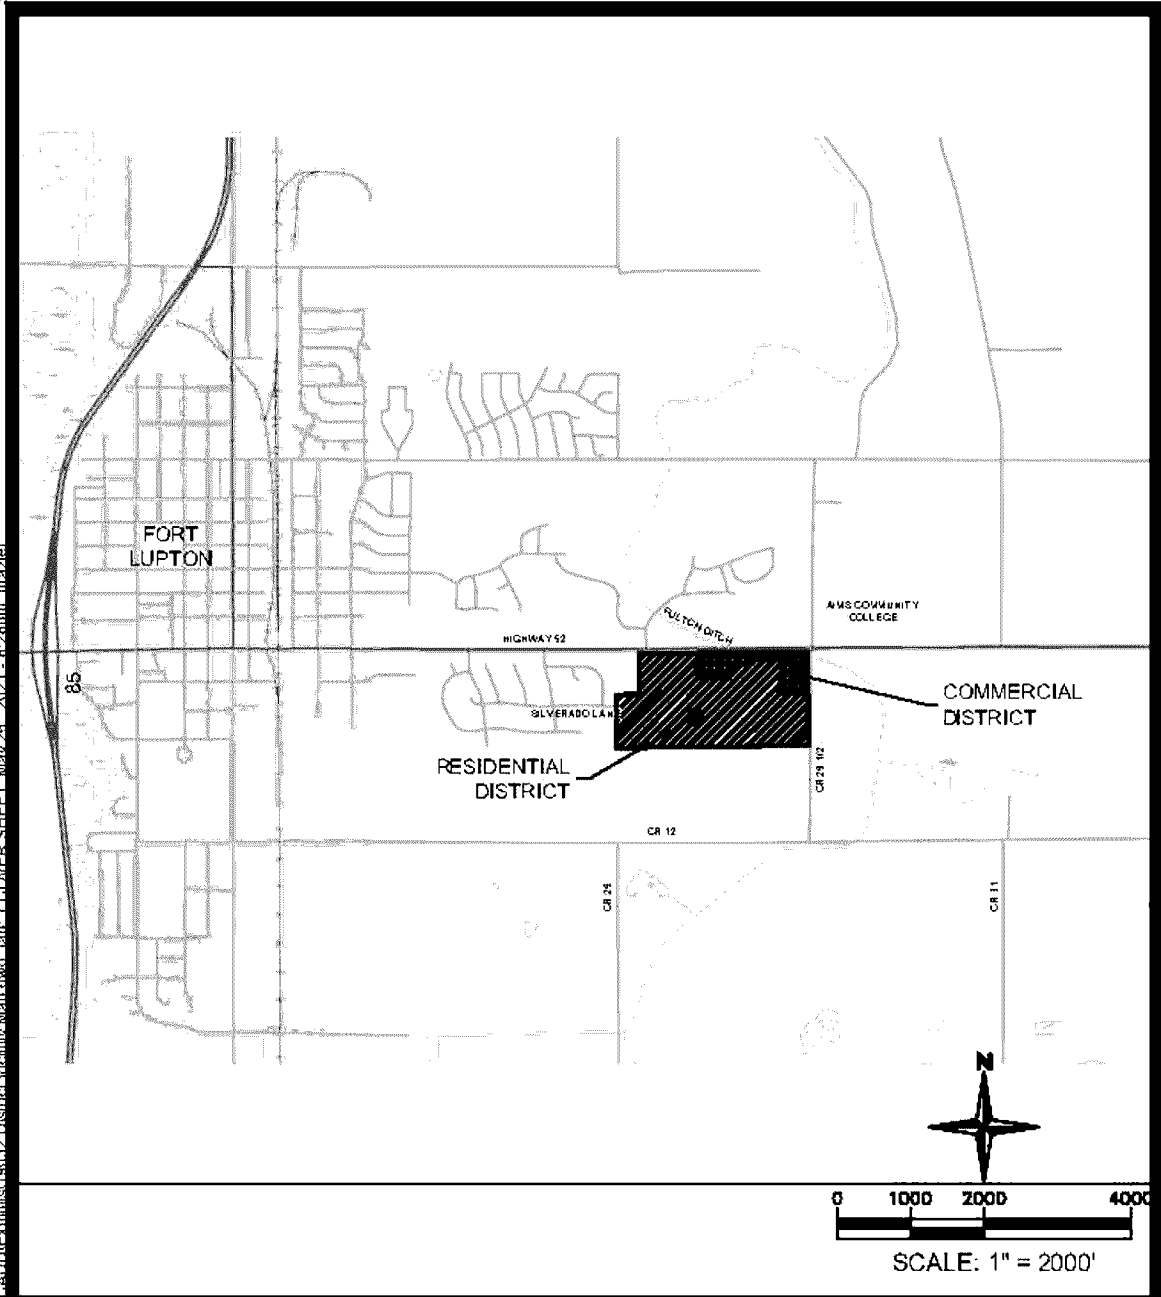 FORT
LUPTON
85
HIGHWAY 52
FULTON DITCH
AIMS COMMUNITY
COLLEGE
COMMERCIAL
DISTRICT
SILVERADO LAN
RESIDENTIAL
DISTRICT
CR 29 1/2
CR 12
CR 29
CR 31
N
0 1000 2000 4000
SCALE: 1" = 2000'